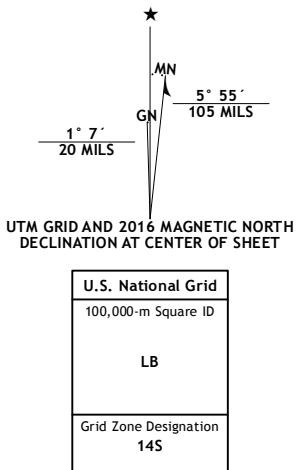 ★
MN
GN
5° 55´
105 MILS
1° 7´
20 MILS
UTM GRID AND 2016 MAGNETIC NORTH
DECLINATION AT CENTER OF SHEET
U.S. National Grid
100,000-m Square ID
LB
Grid Zone Designation
14S